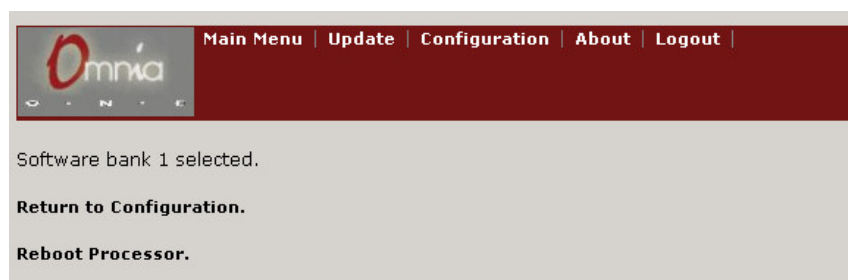 Omnia
O · N · E
Main Menu | Update | Configuration | About | Logout |
Software bank 1 selected.
Return to Configuration.
Reboot Processor.